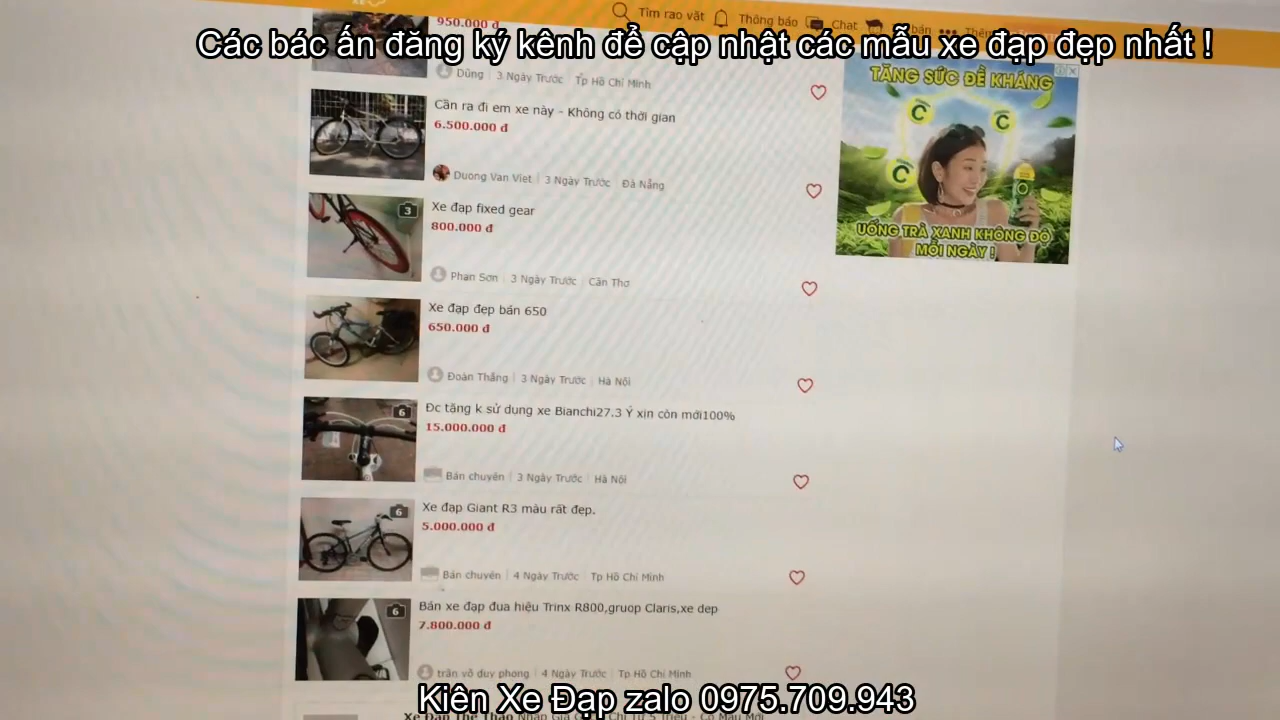 Tìm rao vặt Thông báo Chat bán Thêm
Các bác ấn đăng ký kênh để cập nhật các mẫu xe đạp đẹp nhất !
950.000 đ
Dũng | 3 Ngày Trước | Tp Hồ Chí Minh
Cần ra đi em xe này - Không có thời gian
6.500.000 đ
Duong Van Viet | 3 Ngày Trước | Đà Nẵng
3
Xe đạp fixed gear
800.000 đ
Phan Sơn | 3 Ngày Trước | Cần Thơ
Xe đạp đẹp bán 650
650.000 đ
Đoàn Thắng | 3 Ngày Trước | Hà Nội
6
Đc tặng k sử dụng xe Bianchi27.3 Ý xịn còn mới100%
15.000.000 đ
Bán chuyên | 3 Ngày Trước | Hà Nội
6
Xe đạp Giant R3 màu rất đẹp.
5.000.000 đ
Bán chuyên | 4 Ngày Trước | Tp Hồ Chí Minh
6
Bán xe đạp đua hiệu Trinx R800,gruop Claris,xe dep
7.800.000 đ
trần võ duy phong | 4 Ngày Trước | Tp Hồ Chí Minh
Kiên Xe Đạp zalo 0975.709.943
TĂNG SỨC ĐỀ KHÁNG
C
C
C
UỐNG TRÀ XANH KHÔNG ĐỘ
MỖI NGÀY !